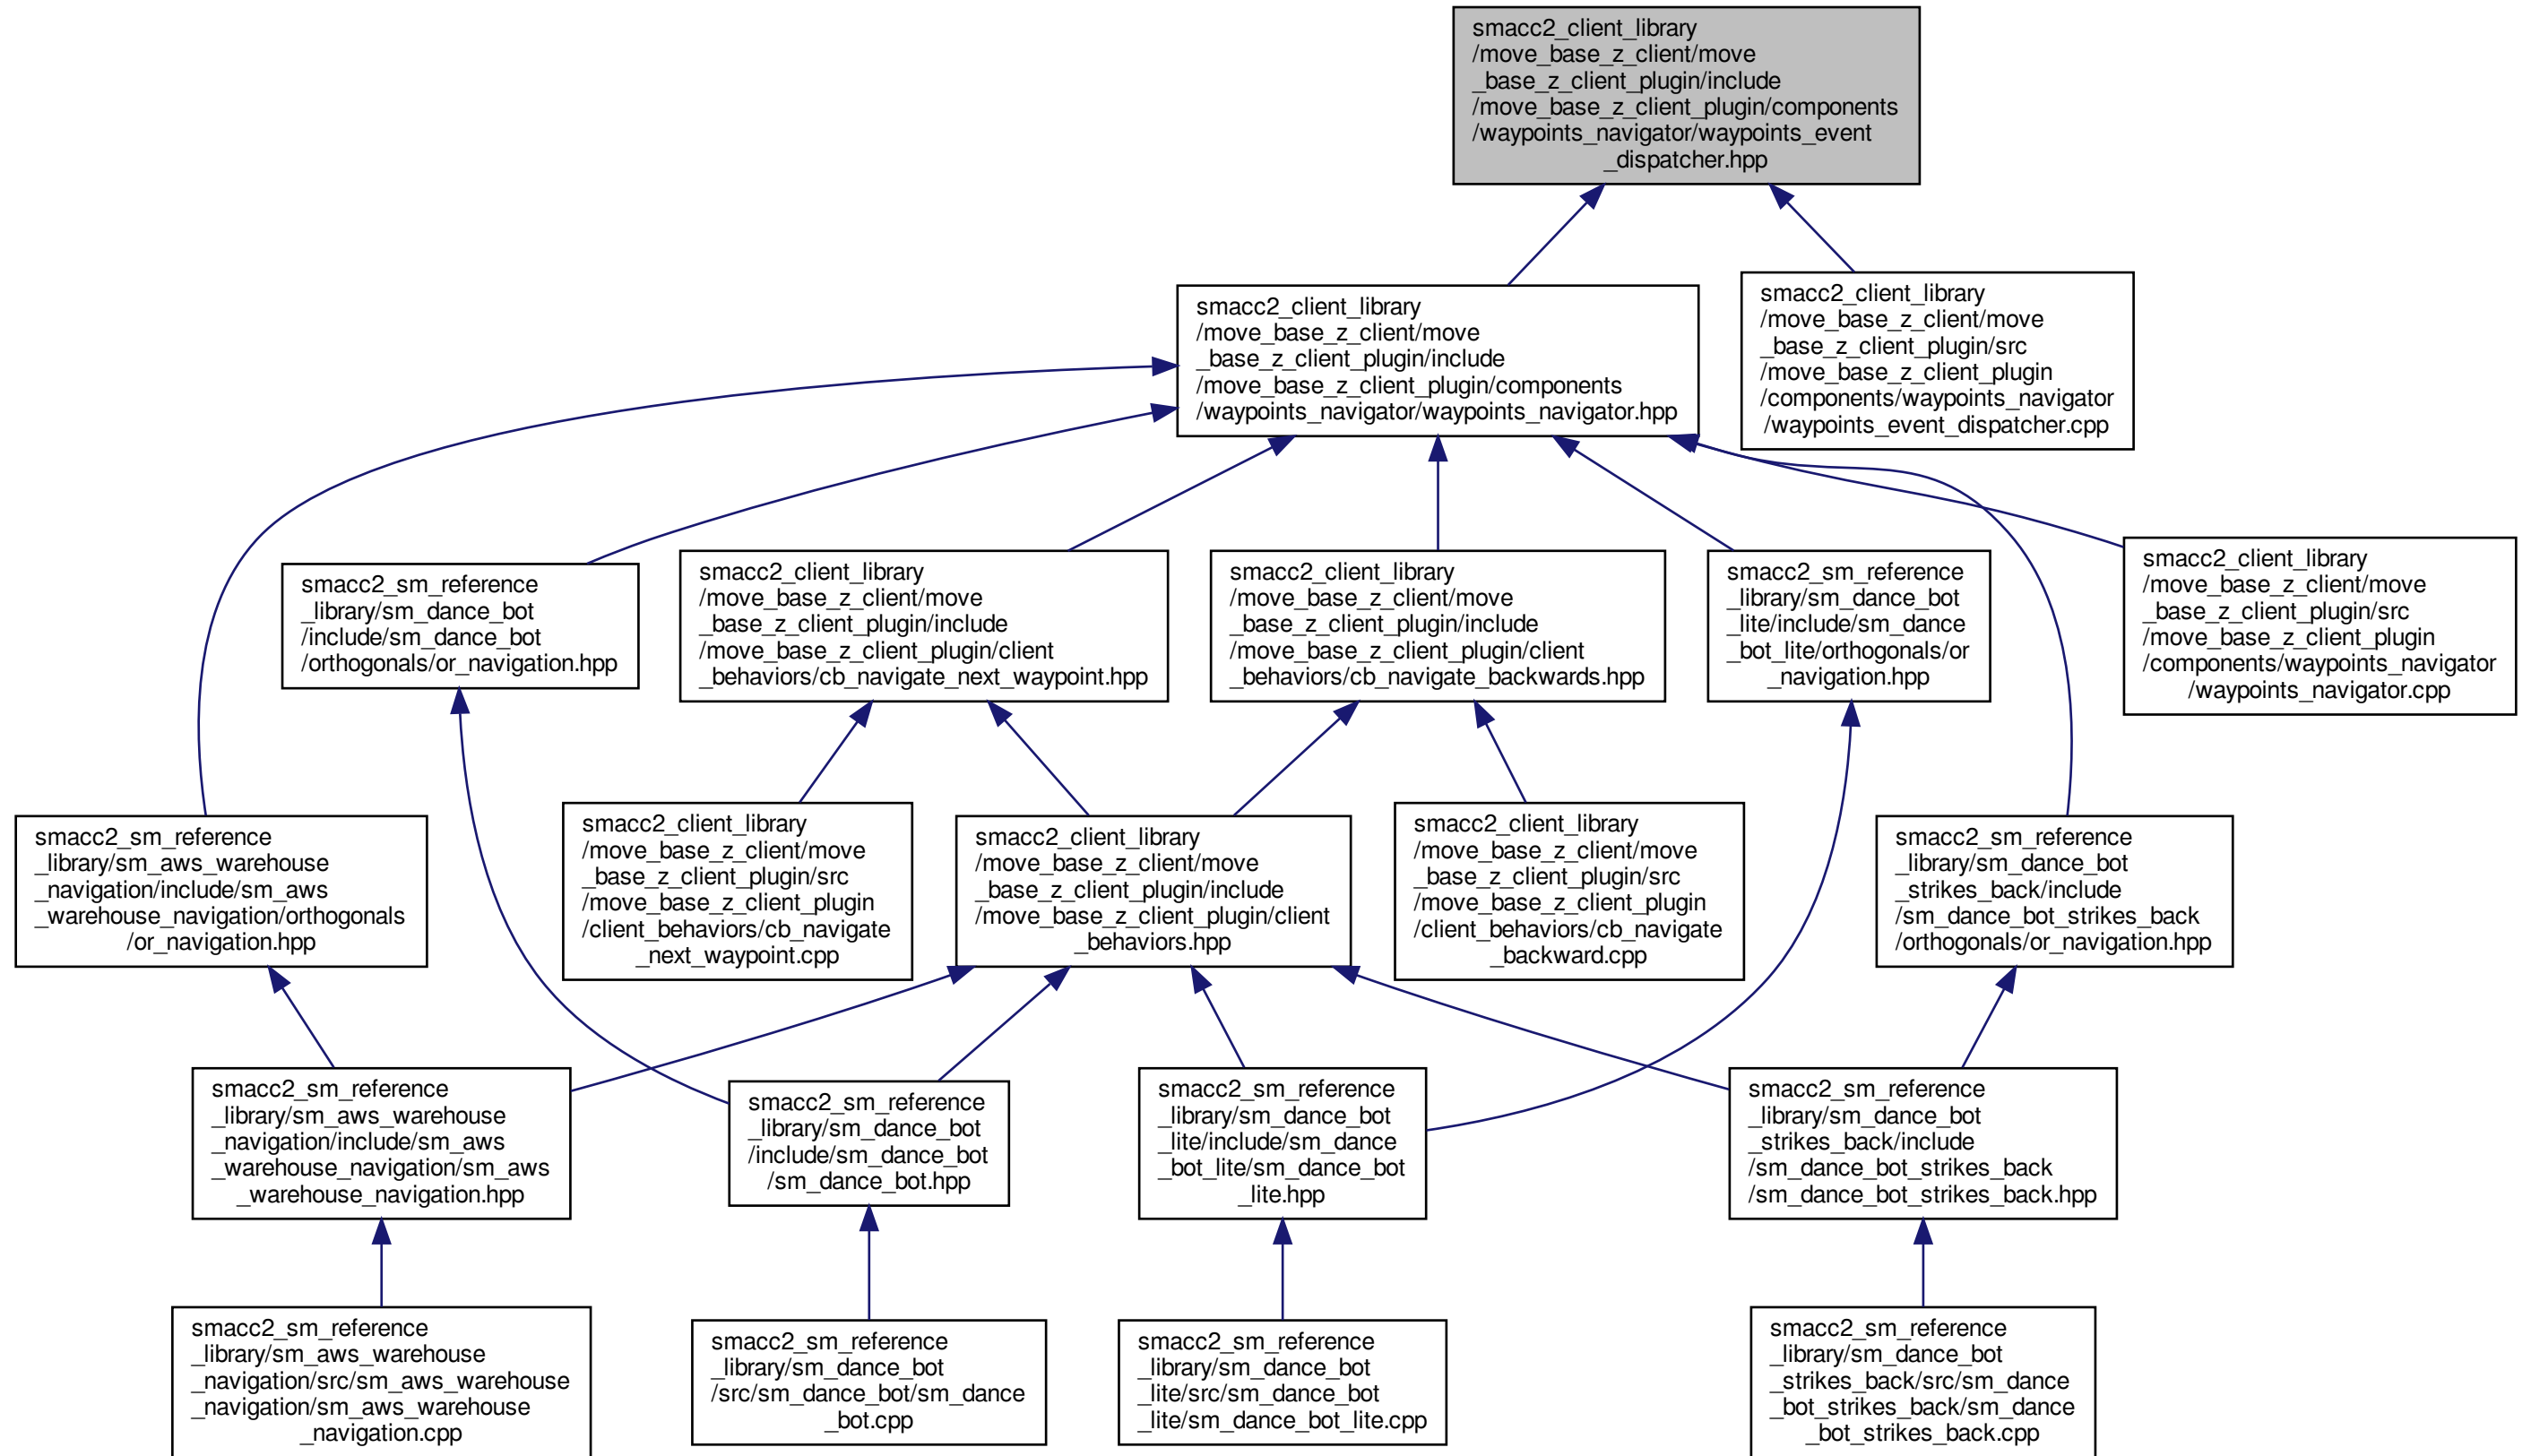 smacc2_client_library
/move_base_z_client/move
_base_z_client_plugin/include
/move_base_z_client_plugin/components
/waypoints_navigator/waypoints_event
_dispatcher.hpp
smacc2_client_library
/move_base_z_client/move
_base_z_client_plugin/include
/move_base_z_client_plugin/components
/waypoints_navigator/waypoints_navigator.hpp
smacc2_client_library
/move_base_z_client/move
_base_z_client_plugin/src
/move_base_z_client_plugin
/components/waypoints_navigator
/waypoints_event_dispatcher.cpp
smacc2_sm_reference
_library/sm_dance_bot
/include/sm_dance_bot
/orthogonals/or_navigation.hpp
smacc2_client_library
/move_base_z_client/move
_base_z_client_plugin/include
/move_base_z_client_plugin/client
_behaviors/cb_navigate_next_waypoint.hpp
smacc2_client_library
/move_base_z_client/move
_base_z_client_plugin/include
/move_base_z_client_plugin/client
_behaviors/cb_navigate_backwards.hpp
smacc2_sm_reference
_library/sm_dance_bot
_lite/include/sm_dance
_bot_lite/orthogonals/or
_navigation.hpp
smacc2_client_library
/move_base_z_client/move
_base_z_client_plugin/src
/move_base_z_client_plugin
/components/waypoints_navigator
/waypoints_navigator.cpp
smacc2_sm_reference
_library/sm_aws_warehouse
_navigation/include/sm_aws
_warehouse_navigation/orthogonals
/or_navigation.hpp
smacc2_client_library
/move_base_z_client/move
_base_z_client_plugin/src
/move_base_z_client_plugin
/client_behaviors/cb_navigate
_next_waypoint.cpp
smacc2_client_library
/move_base_z_client/move
_base_z_client_plugin/include
/move_base_z_client_plugin/client
_behaviors.hpp
smacc2_client_library
/move_base_z_client/move
_base_z_client_plugin/src
/move_base_z_client_plugin
/client_behaviors/cb_navigate
_backward.cpp
smacc2_sm_reference
_library/sm_dance_bot
_strikes_back/include
/sm_dance_bot_strikes_back
/orthogonals/or_navigation.hpp
smacc2_sm_reference
_library/sm_aws_warehouse
_navigation/include/sm_aws
_warehouse_navigation/sm_aws
_warehouse_navigation.hpp
smacc2_sm_reference
_library/sm_dance_bot
/include/sm_dance_bot
/sm_dance_bot.hpp
smacc2_sm_reference
_library/sm_dance_bot
_lite/include/sm_dance
_bot_lite/sm_dance_bot
_lite.hpp
smacc2_sm_reference
_library/sm_dance_bot
_strikes_back/include
/sm_dance_bot_strikes_back
/sm_dance_bot_strikes_back.hpp
smacc2_sm_reference
_library/sm_aws_warehouse
_navigation/src/sm_aws_warehouse
_navigation/sm_aws_warehouse
_navigation.cpp
smacc2_sm_reference
_library/sm_dance_bot
/src/sm_dance_bot/sm_dance
_bot.cpp
smacc2_sm_reference
_library/sm_dance_bot
_lite/src/sm_dance_bot
_lite/sm_dance_bot_lite.cpp
smacc2_sm_reference
_library/sm_dance_bot
_strikes_back/src/sm_dance
_bot_strikes_back/sm_dance
_bot_strikes_back.cpp